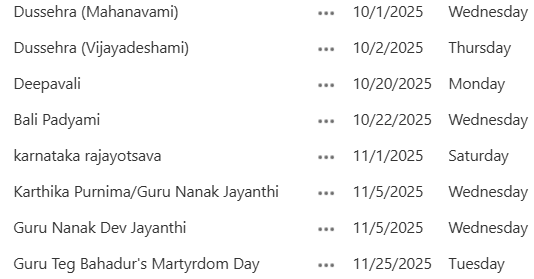 Dussehra (Mahanavami) ••• 10/1/2025 Wednesday
Dussehra (Vijayadeshami) ••• 10/2/2025 Thursday
Deepavali ••• 10/20/2025 Monday
Bali Padyami ••• 10/22/2025 Wednesday
karnataka rajayotsava ••• 11/1/2025 Saturday
Karthika Purnima/Guru Nanak Jayanthi ••• 11/5/2025 Wednesday
Guru Nanak Dev Jayanthi ••• 11/5/2025 Wednesday
Guru Teg Bahadur's Martyrdom Day ••• 11/25/2025 Tuesday